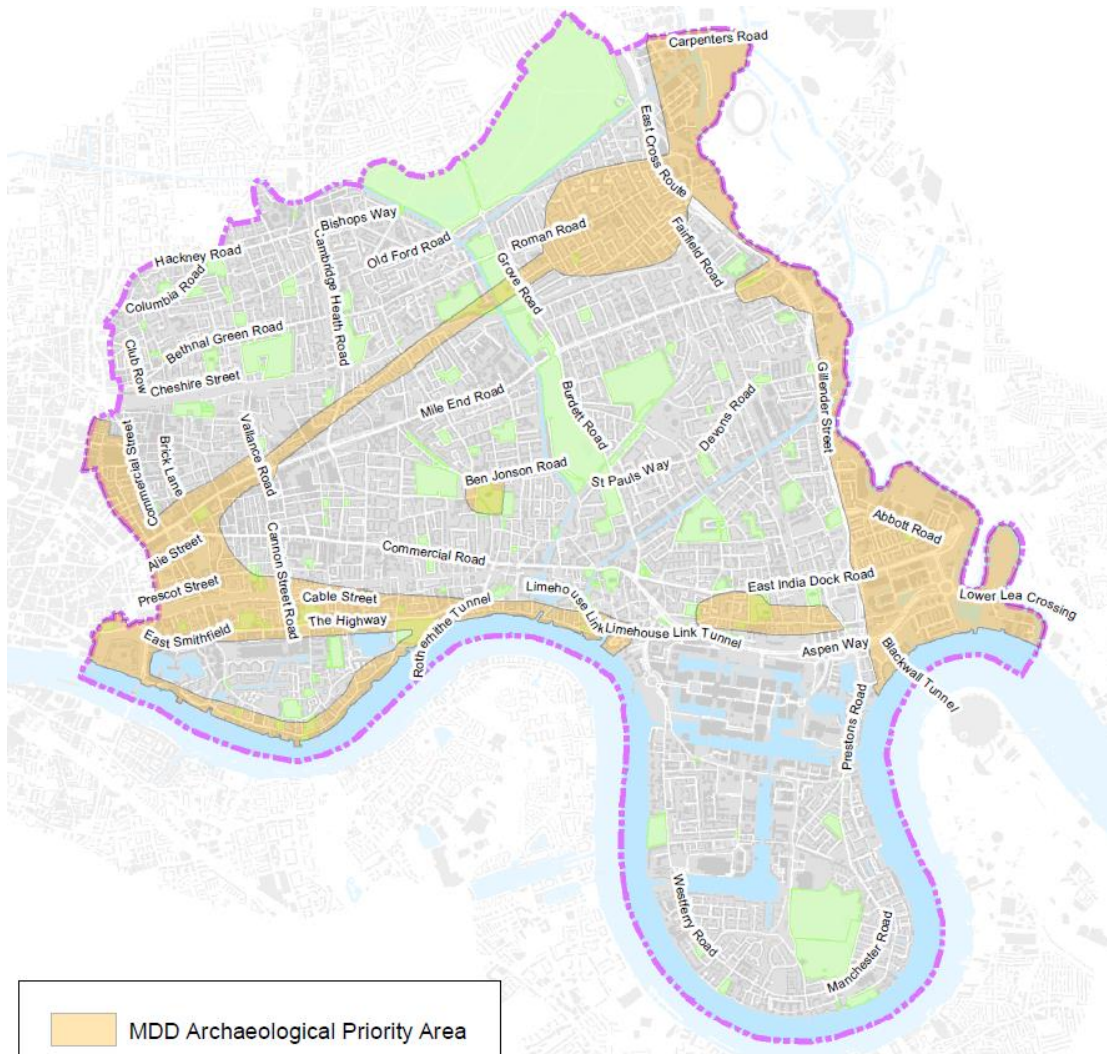 Carpenters Road
East Cross Route
Bishops Way
Roman Road
Hackney Road
Cambridge Heath Road
Old Ford Road
Fairfield Road
Grove Road
Columbia Road
Bethnal Green Road
Club Row
Cheshire Street
Mile End Road
Burdett Road
Devons Road
Gillender Street
Commercial Street
Brick Lane
Vallance Road
Ben Jonson Road
St Pauls Way
Abbott Road
Alie Street
Cannon Street Road
Commercial Road
East India Dock Road
Prescot Street
Cable Street
Limehouse Link
Lower Lea Crossing
The Highway
East Smithfield
Rotherhithe Tunnel
Limehouse Link Tunnel
Aspen Way
Blackwall Tunnel
Prestons Road
Westferry Road
Manchester Road
MDD Archaeological Priority Area